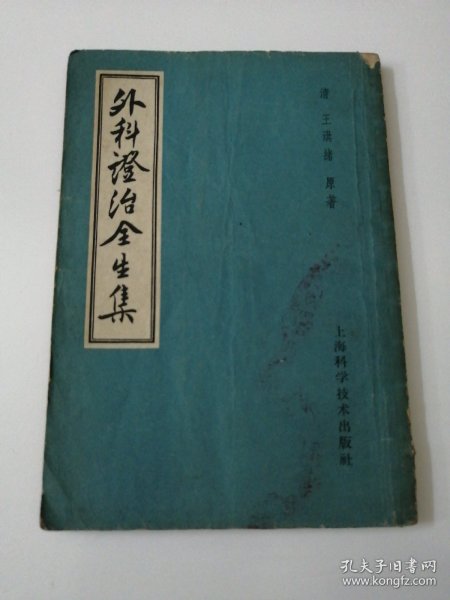 清 王洪緒 原著
外科證治全生集
上海科学技术出版社
孔夫子旧书网
www.kongfz.com